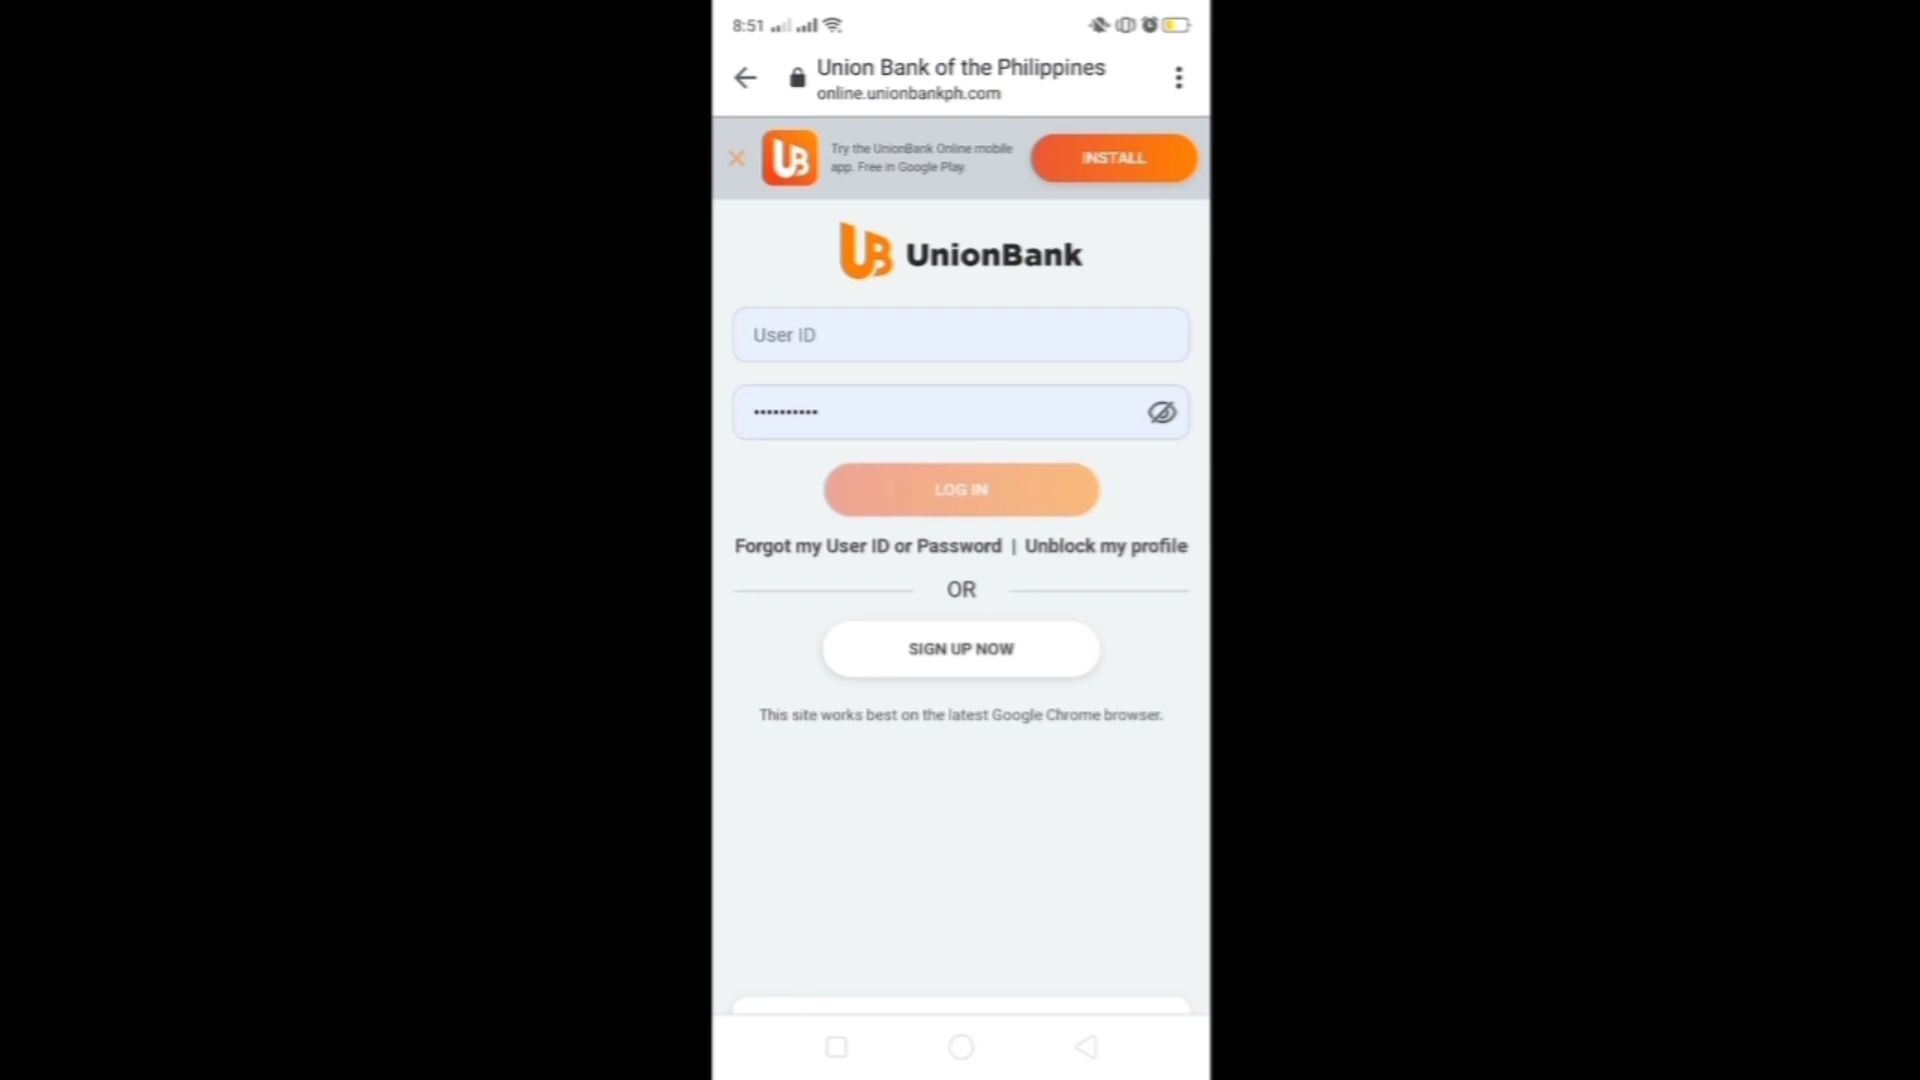 8:51
Union Bank of the Philippines
online.unionbankph.com
UB
Try the UnionBank Online mobile
app. Free in Google Play.
INSTALL
UB UnionBank
User ID
••••••••••
LOG IN
Forgot my User ID or Password | Unblock my profile
OR
SIGN UP NOW
This site works best on the latest Google Chrome browser.